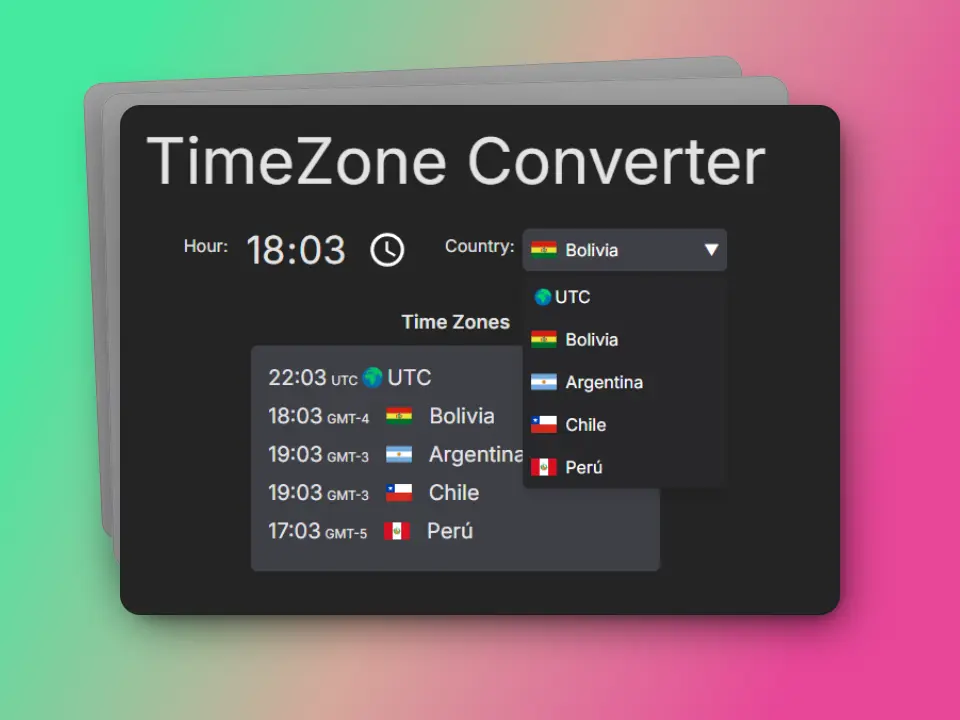 TimeZone Converter
Hour: 18:03 Country: Bolivia
UTC
Bolivia
Argentina
Chile
Perú
Time Zones
22:03 UTC UTC
18:03 GMT-4 Bolivia
19:03 GMT-3 Argentina
19:03 GMT-3 Chile
17:03 GMT-5 Perú